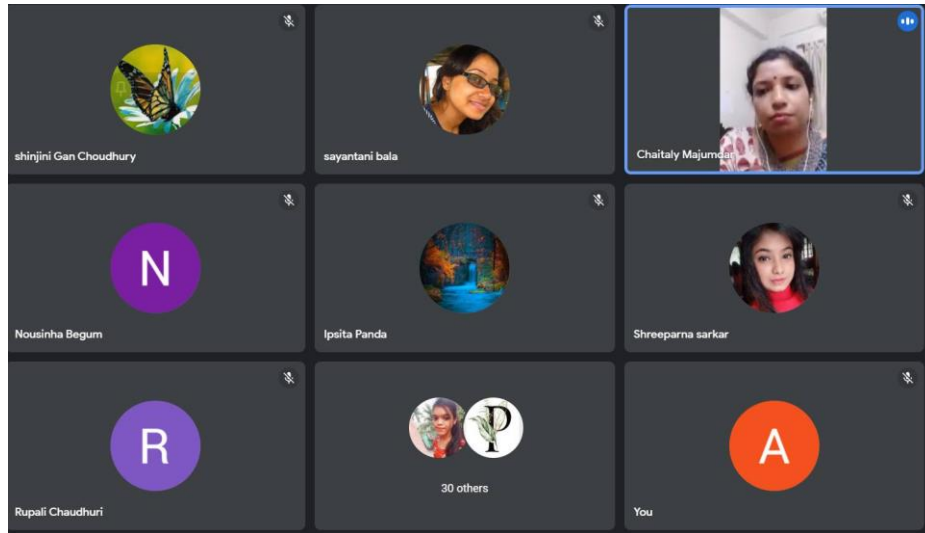 shinjini Gan Choudhury
sayantani bala
Chaitaly Majumdar
N
Nousinha Begum
Ipsita Panda
Shreeparna sarkar
R
Rupali Chaudhuri
P
30 others
A
You